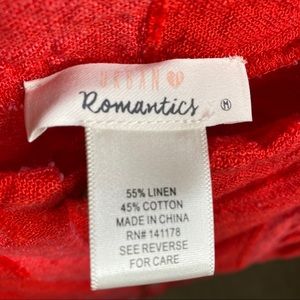 URBAN
Romantics M
55% LINEN
45% COTTON
MADE IN CHINA
RN# 141178
SEE REVERSE
FOR CARE